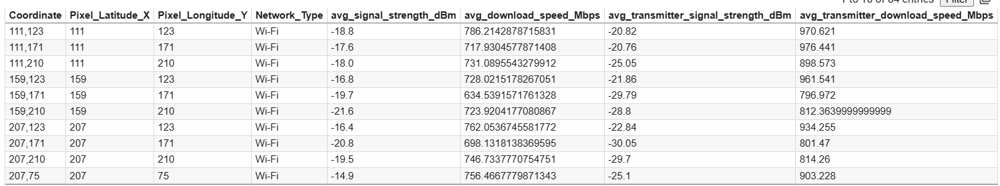 1 to 10 of 84 entries Filter
Coordinate Pixel_Latitude_X Pixel_Longitude_Y Network_Type avg_signal_strength_dBm avg_download_speed_Mbps avg_transmitter_signal_strength_dBm avg_transmitter_download_speed_Mbps
111,123 111 123 Wi-Fi -18.8 786.2142878715831 -20.82 970.621
111,171 111 171 Wi-Fi -17.6 717.9304577871408 -20.76 976.441
111,210 111 210 Wi-Fi -18.0 731.0895543279912 -25.05 898.573
159,123 159 123 Wi-Fi -16.8 728.0215178267051 -21.86 961.541
159,171 159 171 Wi-Fi -19.7 634.5391571761328 -29.79 796.972
159,210 159 210 Wi-Fi -21.6 723.9204177080867 -28.8 812.3639999999999
207,123 207 123 Wi-Fi -16.4 762.0536745581772 -22.84 934.255
207,171 207 171 Wi-Fi -20.8 698.1318138369595 -30.05 801.47
207,210 207 210 Wi-Fi -19.5 746.7337770754751 -29.7 814.26
207,75 207 75 Wi-Fi -14.9 756.4667779871343 -25.1 903.228